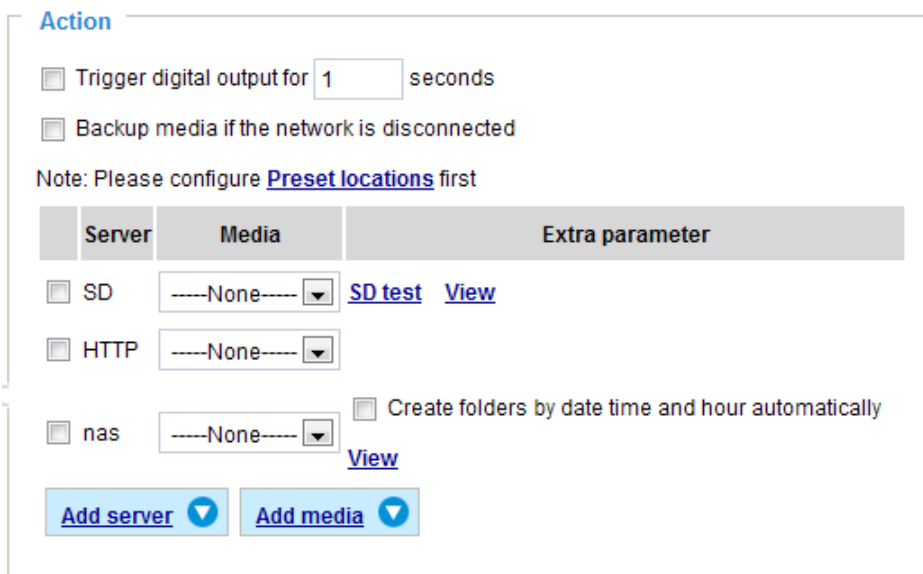 Action
Trigger digital output for 1 seconds
Backup media if the network is disconnected
Note: Please configure Preset locations first
Server Media Extra parameter
SD -----None----- SD test View
HTTP -----None-----
Create folders by date time and hour automatically
nas -----None-----
View
Add server Add media